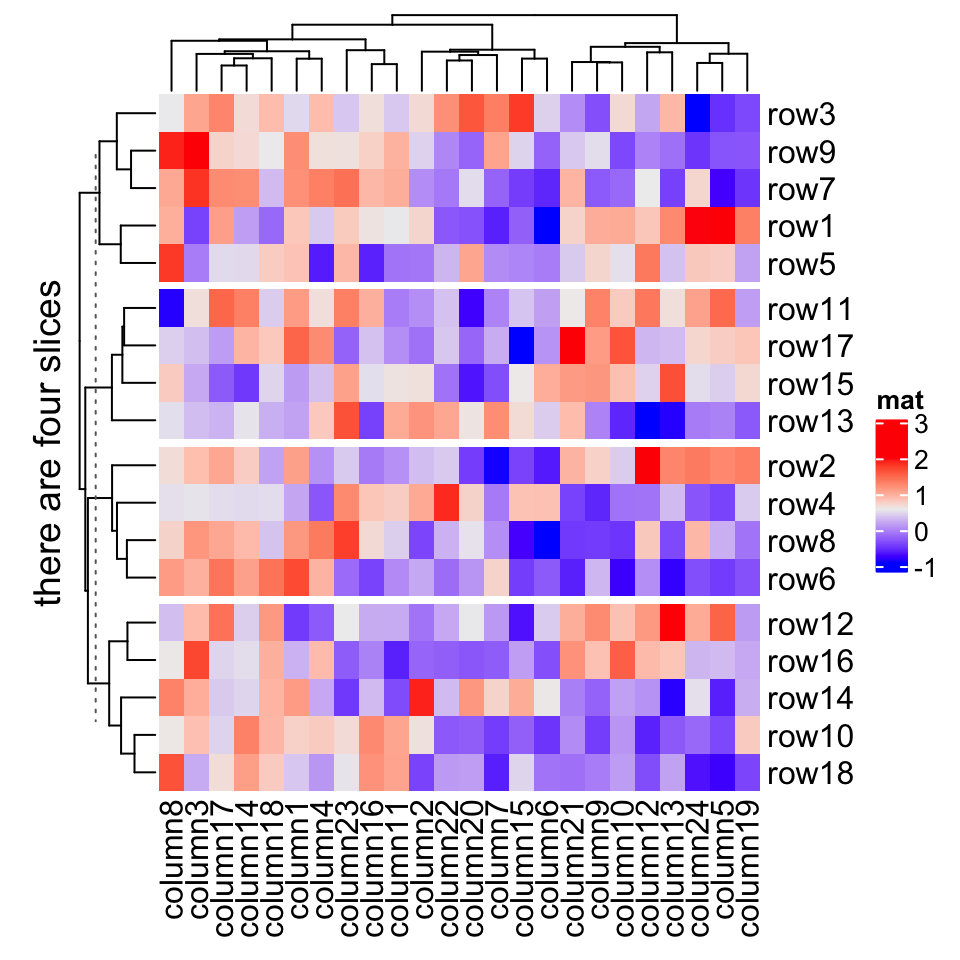 there are four slices
row3
row9
row7
row1
row5
row11
row17
row15
row13
row2
row4
row8
row6
row12
row16
row14
row10
row18
column8
column3
column17
column14
column18
column1
column4
column23
column16
column11
column2
column22
column20
column7
column15
column6
column21
column9
column10
column12
column13
column24
column5
column19
mat
3
2
1
0
-1